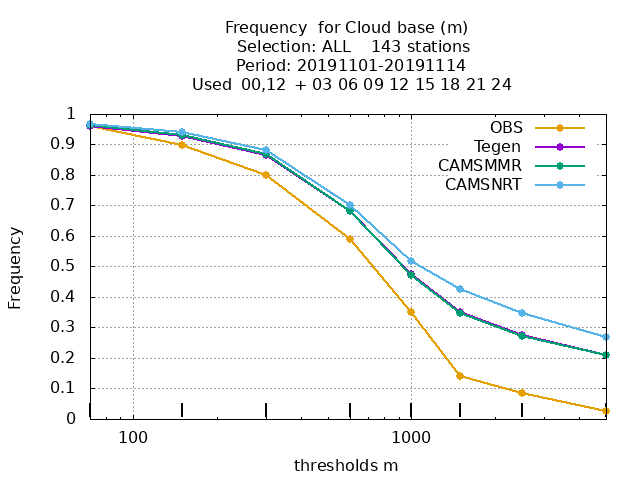 Frequency for Cloud base (m)
Selection: ALL 143 stations
Period: 20191101-20191114
Used 00,12 + 03 06 09 12 15 18 21 24
OBS
Tegen
CAMSMMR
CAMSNRT
1
0.9
0.8
0.7
0.6
0.5
0.4
0.3
0.2
0.1
0
Frequency
100 1000
thresholds m